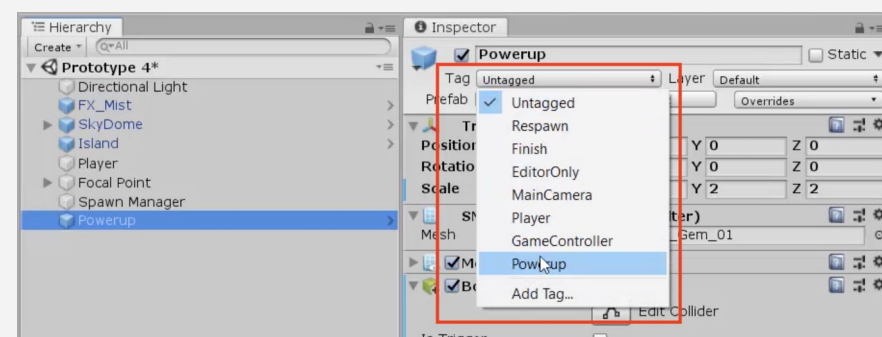 Hierarchy
Create
All
Prototype 4*
Directional Light
FX_Mist
SkyDome
Island
Player
Focal Point
Spawn Manager
Powerup
Inspector
Powerup
Static
Tag Untagged Layer Default
Prefab Overrides
Untagged
Respawn
Finish
EditorOnly
MainCamera
Player
GameController
Powerup
Add Tag...
Position Y 0 Z 0
Rotation Y 0 Z 0
Scale Y 2 Z 2
Mesh _Gem_01
Edit Collider